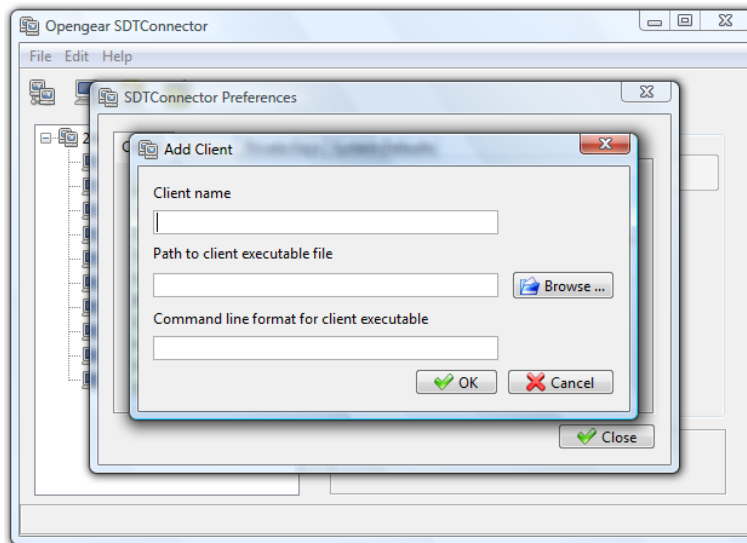 Opengear SDTConnector
File Edit Help
SDTConnector Preferences
Add Client
Client name
Path to client executable file
Browse ...
Command line format for client executable
OK
Cancel
Close